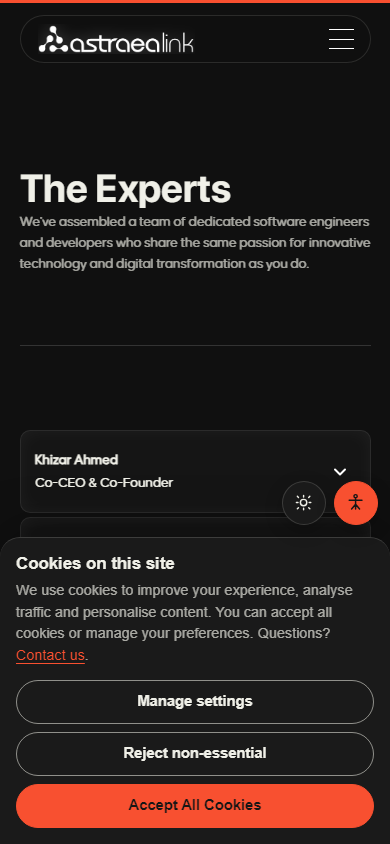 astraealink
The Experts
We've assembled a team of dedicated software engineers
and developers who share the same passion for innovative
technology and digital transformation as you do.
Khizar Ahmed
Co-CEO & Co-Founder
Cookies on this site
We use cookies to improve your experience, analyse
traffic and personalise content. You can accept all
cookies or manage your preferences. Questions?
Contact us.
Manage settings
Reject non-essential
Accept All Cookies